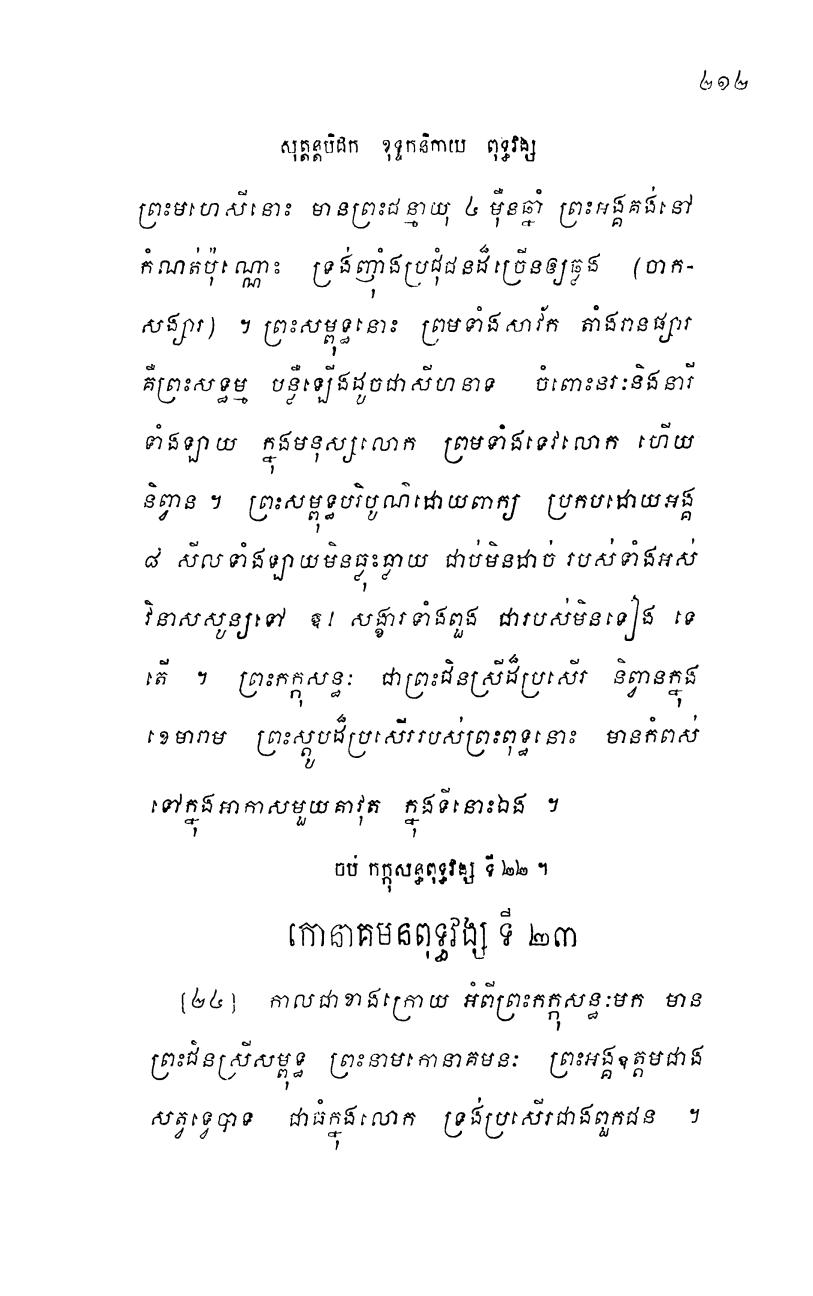 ២១២
សុត្តន្តបិដក ខុទ្ទកនិកាយ ពុទ្ធវង្ស
ព្រះមហេសីនោះ មានព្រះជន្មាយុ ៤ ម៉ឺនឆ្នាំ ព្រះអង្គគង់នៅ
កំណត់ប៉ុណ្ណោះ ទ្រង់ញ៉ាំងប្រជុំជនដ៏ច្រើនឲ្យឆ្លង (ចាក-
សង្សារ) ។ ព្រះសម្ពុទ្ធនោះ ព្រមទាំងសាវ័ក តាំងរានផ្សារ
គឺព្រះសទ្ធម្ម បន្លឺឡើងដូចជាសីហនាទ ចំពោះនរៈនិងនារី
ទាំងឡាយ ក្នុងមនុស្សលោក ព្រមទាំងទេវលោក ហើយ
និព្វាន ។ ព្រះសម្ពុទ្ធបរិបូណ៌ដោយពាក្យ ប្រកបដោយអង្គ
៨ សីលទាំងឡាយមិនធ្លុះធ្លាយ ជាប់មិនដាច់ របស់ទាំងអស់
វិនាសសូន្យទៅ ឱ! សង្ខារទាំងពួង ជារបស់មិនទៀង ទេ
តើ ។ ព្រះកក្កុសន្ធៈ ជាព្រះជិនស្រីដ៏ប្រសើរ និព្វានក្នុង
ខេមារាម ព្រះស្តូបដ៏ប្រសើររបស់ព្រះពុទ្ធនោះ មានកំពស់
ទៅក្នុងអាកាសមួយគាវុត ក្នុងទីនោះឯង ។
ចប់ កក្កុសន្ធពុទ្ធវង្ស ទី ២២ ។
កោនាគមនពុទ្ធវង្ស ទី ២៣
[២៤] កាលជាខាងក្រោយ អំពីព្រះកក្កុសន្ធៈមក មាន
ព្រះជិនស្រីសម្ពុទ្ធ ព្រះនាមកោនាគមនៈ ព្រះអង្គឧត្តមជាង
សត្វទ្វេបាទ ជាធំក្នុងលោក ទ្រង់ប្រសើរជាងពួកជន ។